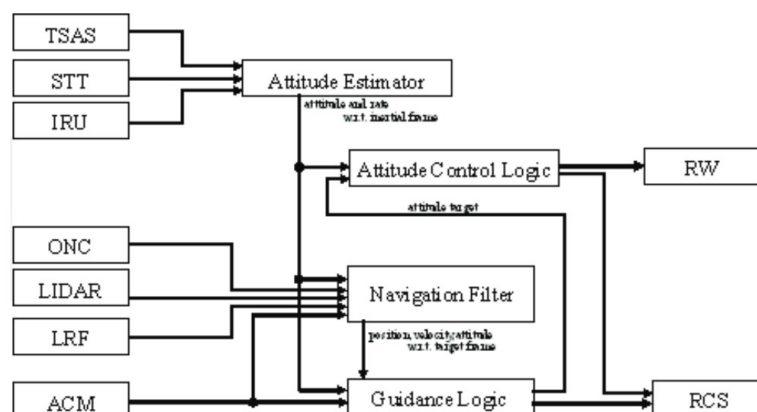 TSAS
STT
IRU
Attitude Estimator
attitude and rate
w.r.t. inertial frame
Attitude Control Logic
RW
attitude target
ONC
LIDAR
LRF
ACM
Navigation Filter
position, velocity, attitude
w.r.t. target frame
Guidance Logic
RCS